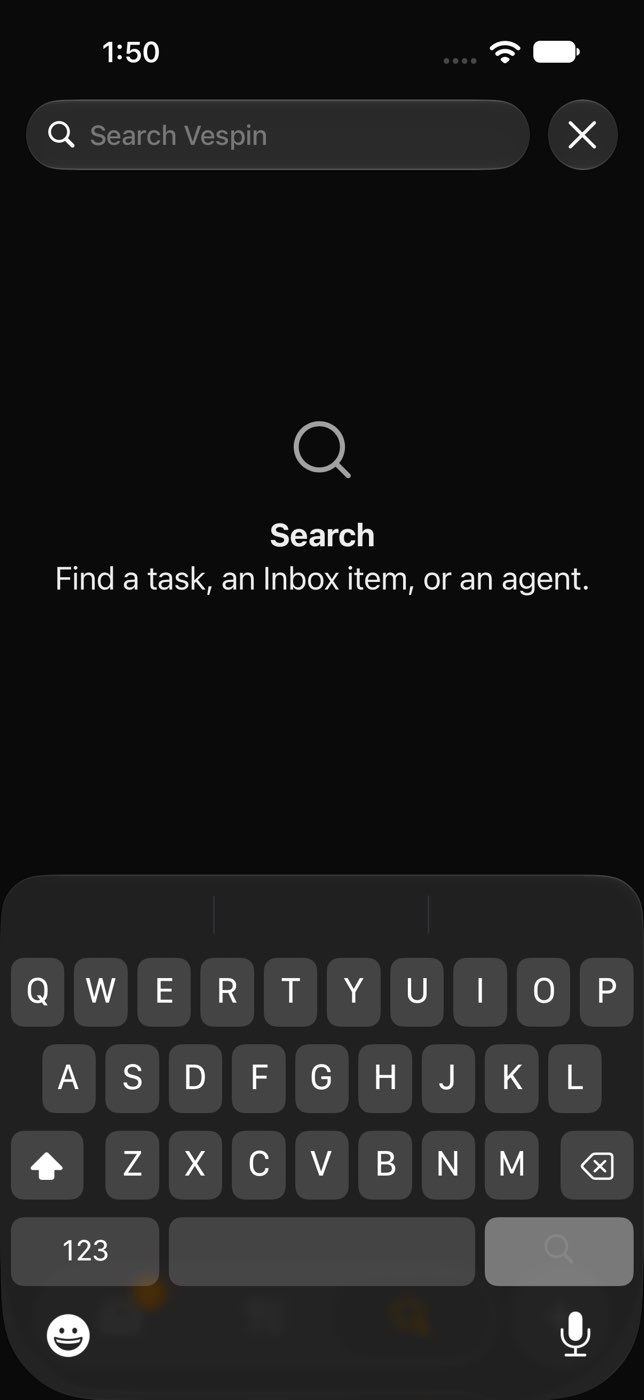 1:50
Search Vespin
Search
Find a task, an Inbox item, or an agent.
Q W E R T Y U I O P
A S D F G H J K L
Z X C V B N M
123